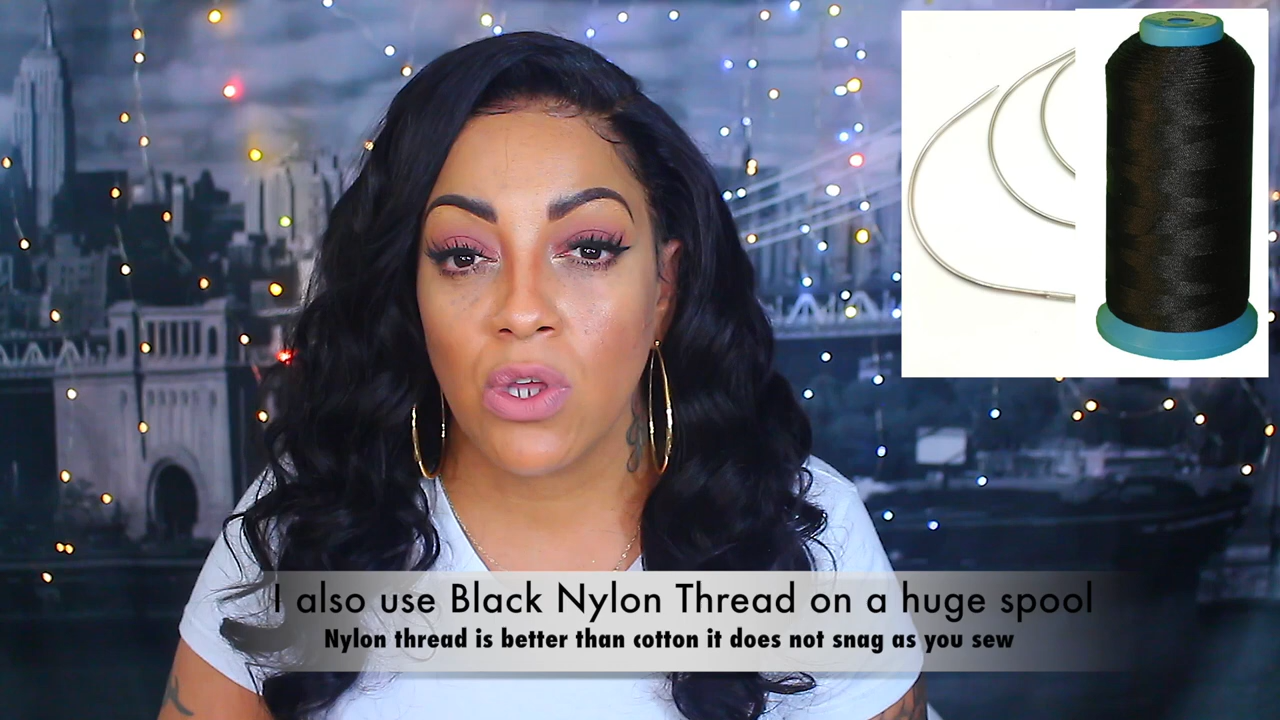 I also use Black Nylon Thread on a huge spool
Nylon thread is better than cotton it does not snag as you sew